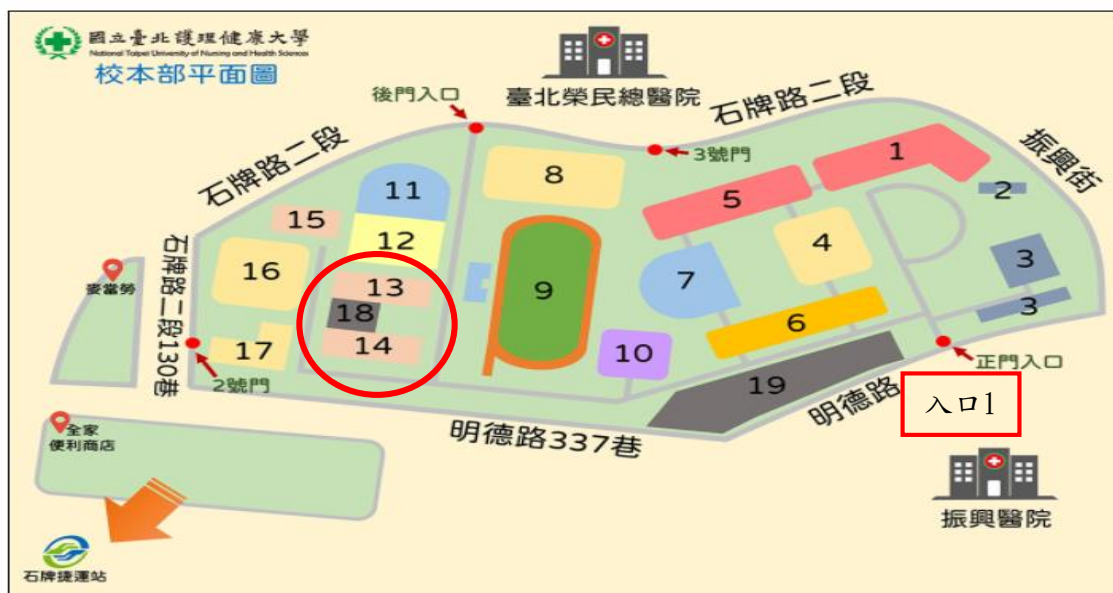 國立臺北護理健康大學
National Taipei University of Nursing and Health Sciences
校本部平面圖
臺北榮民總醫院
後門入口
石牌路二段
3號門
石牌路二段
振興街
1
2
3
3
4
5
6
7
8
9
10
11
12
13
14
15
16
17
18
19
石牌路二段130巷
麥當勞
2號門
正門入口
明德路
入口1
明德路337巷
全家
便利商店
振興醫院
石牌捷運站